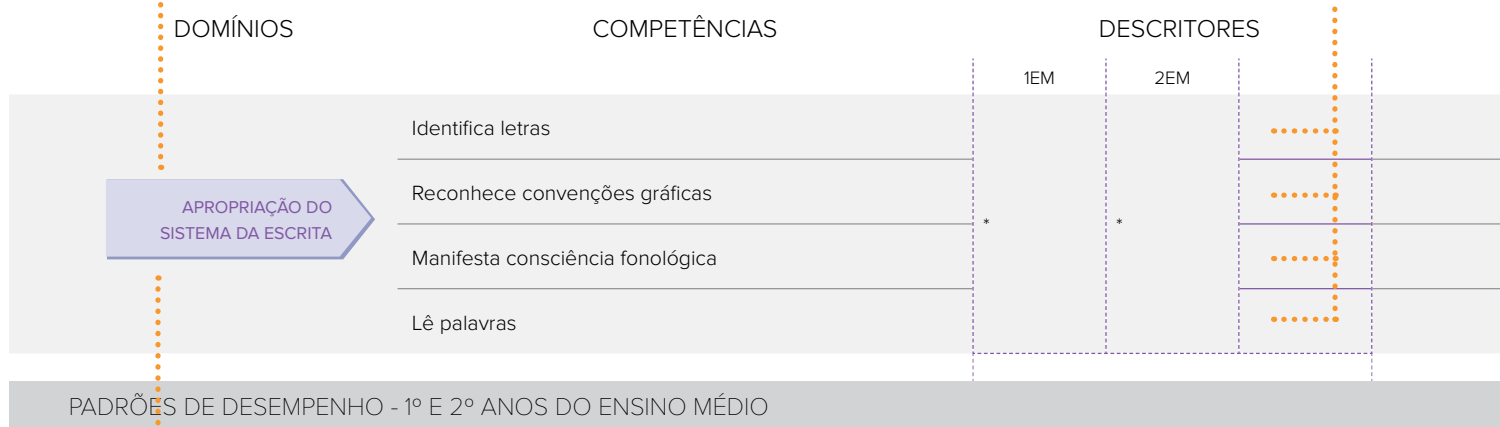 DOMÍNIOS COMPETÊNCIAS DESCRITORES
1EM 2EM
Identifica letras
Reconhece convenções gráficas
APROPRIAÇÃO DO
SISTEMA DA ESCRITA
* *
Manifesta consciência fonológica
Lê palavras
PADRÕES DE DESEMPENHO - 1º E 2º ANOS DO ENSINO MÉDIO